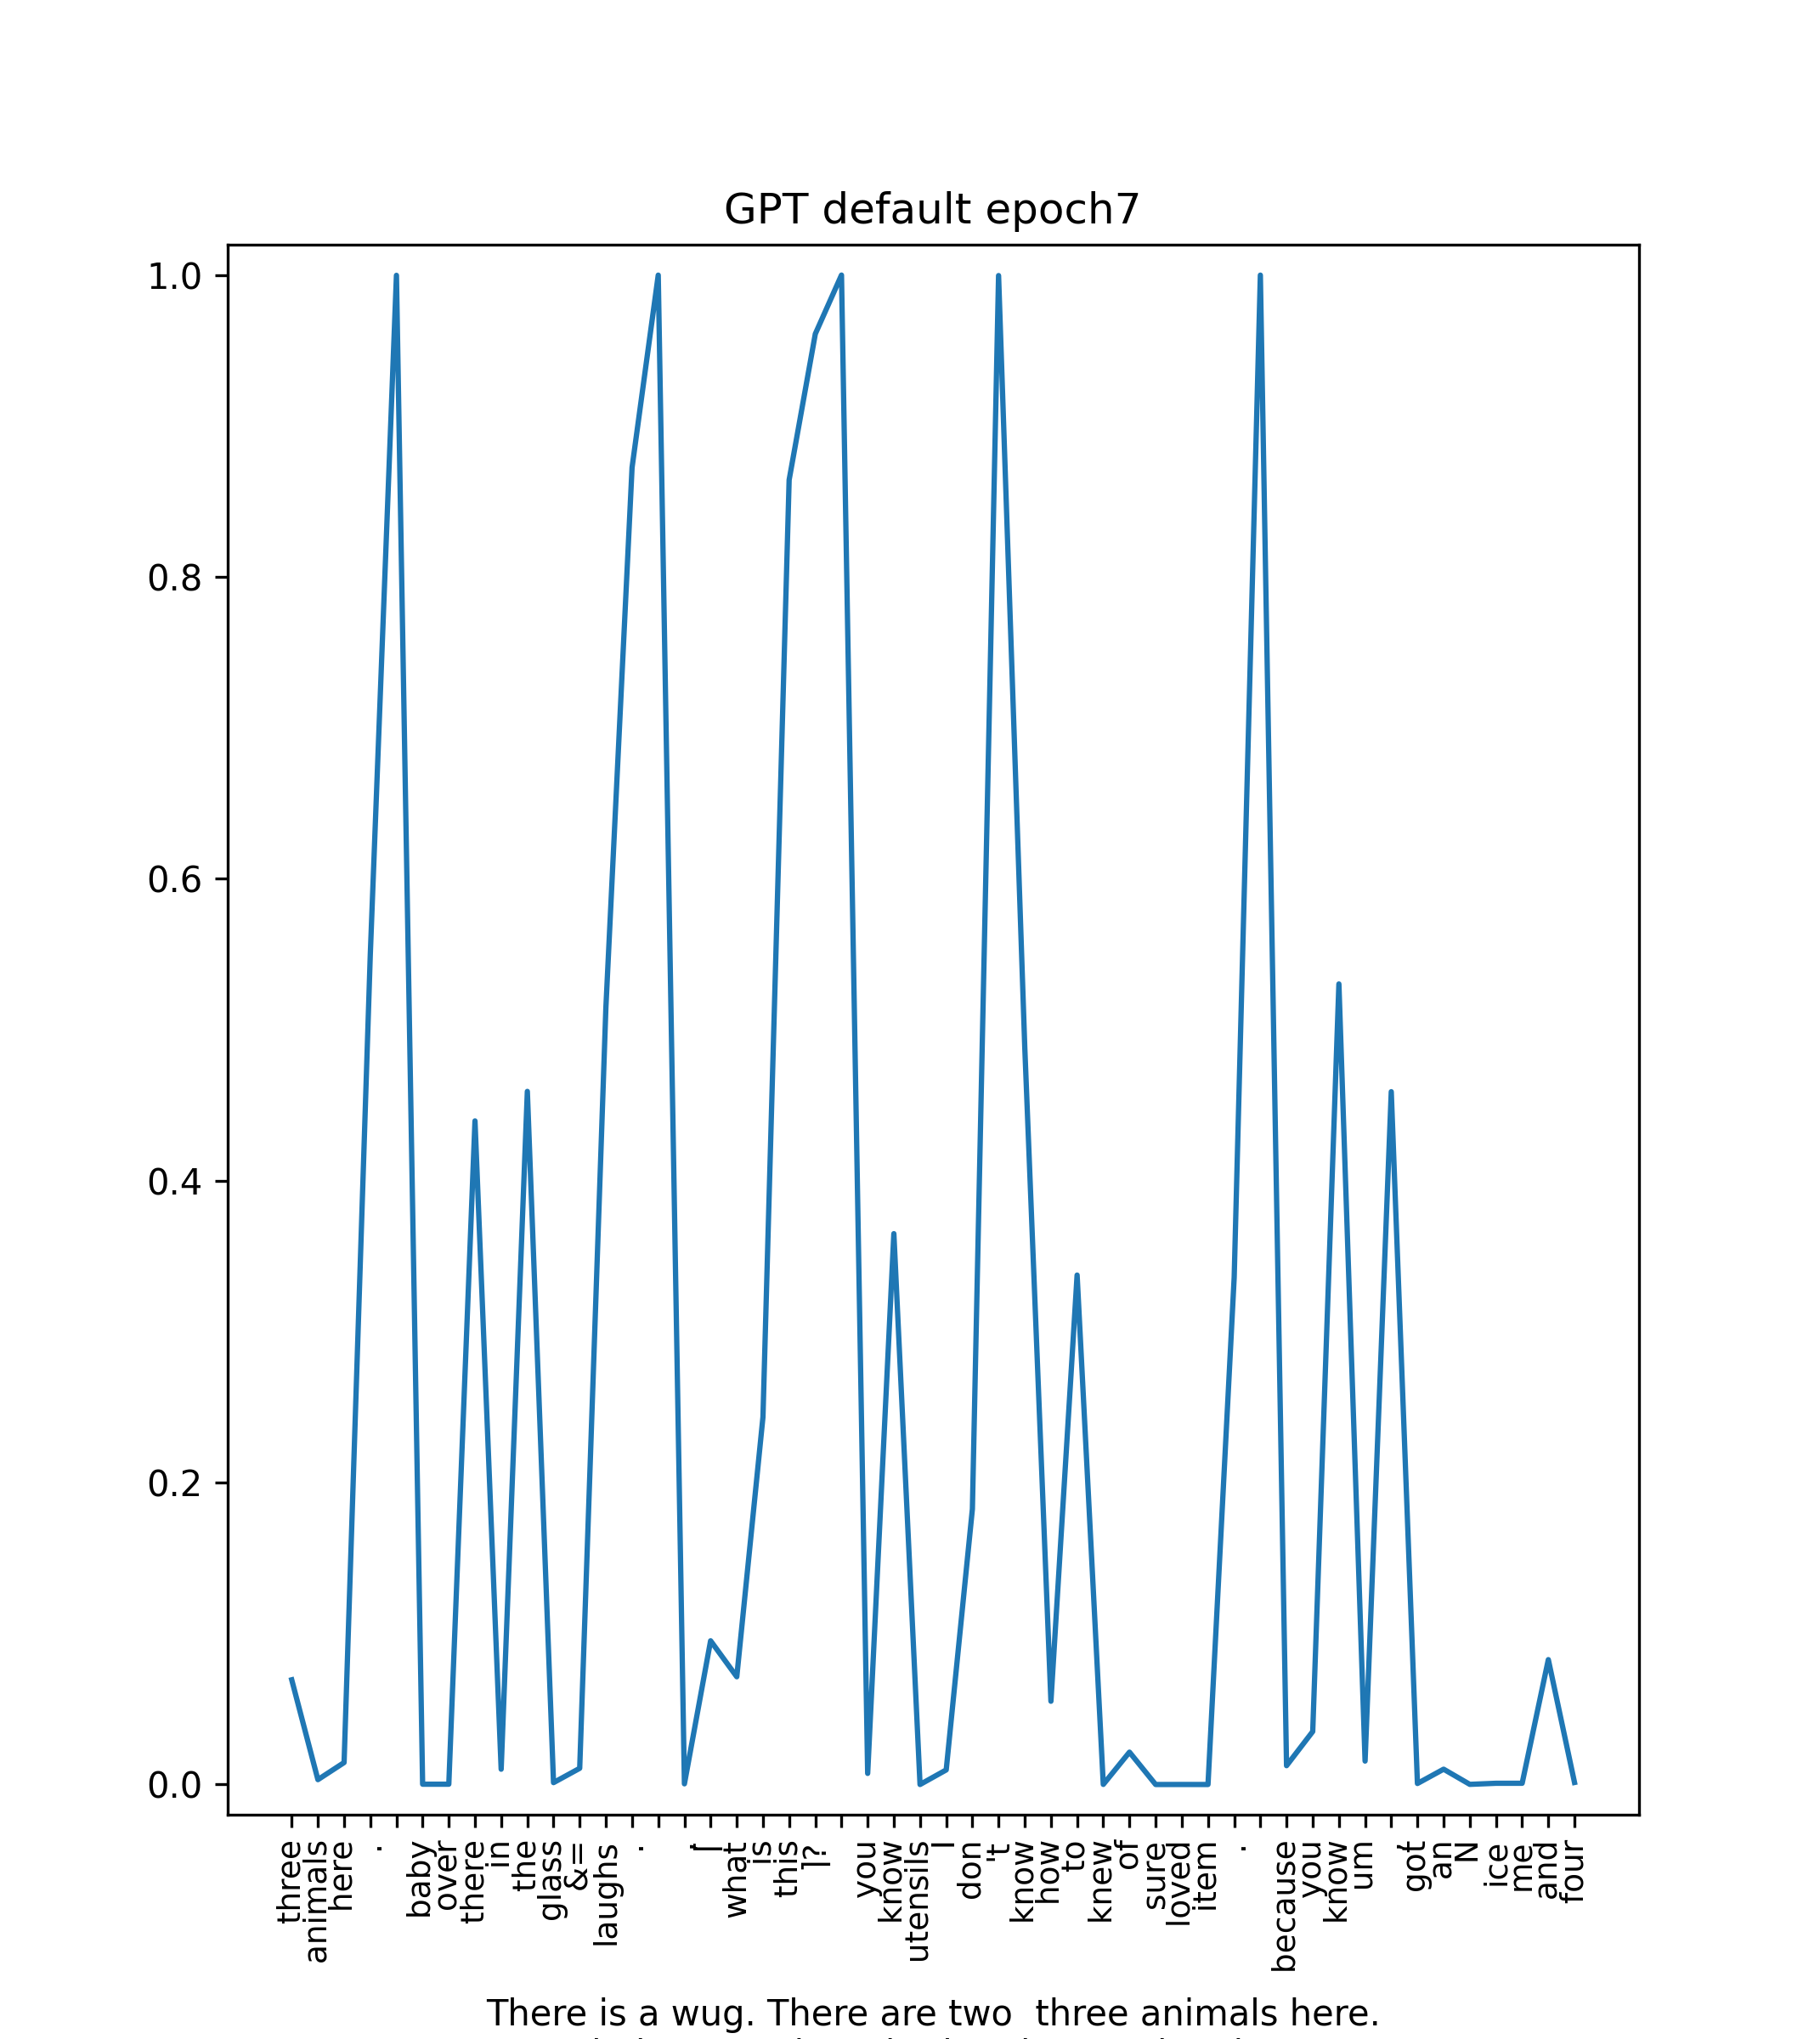 GPT default epoch7
1.0
0.8
0.6
0.4
0.2
0.0
three
animals
here
.
baby
over
there
in
the
glass
&=
laughs
.
[
what
is
this
]?
you
know
utensils
I
don
't
know
how
to
knew
of
sure
loved
item
.
because
you
know
um
,
got
an
N
ice
me
and
four
There is a wug. There are two  three animals here.